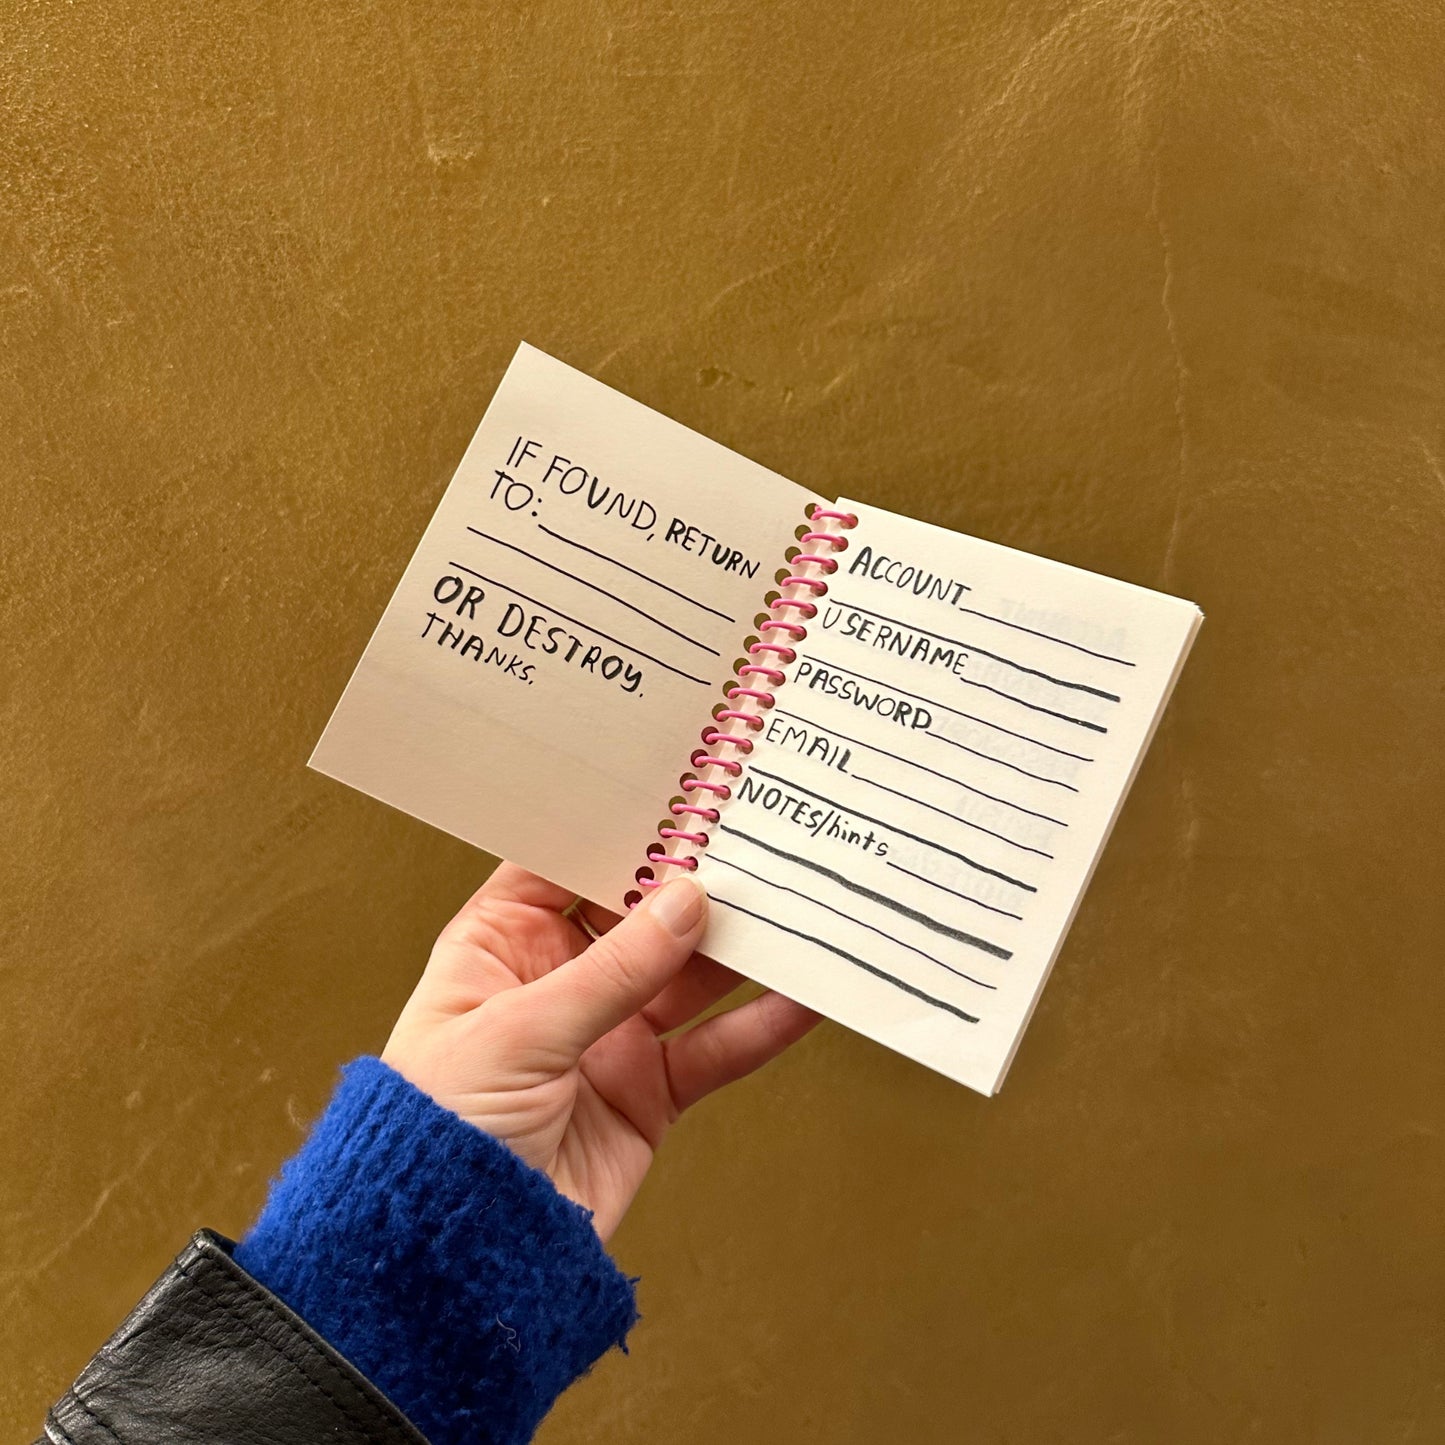 IF FOUND, RETURN
TO:
OR DESTROY.
THANKS.
ACCOUNT
USERNAME
PASSWORD
EMAIL
NOTES/hints